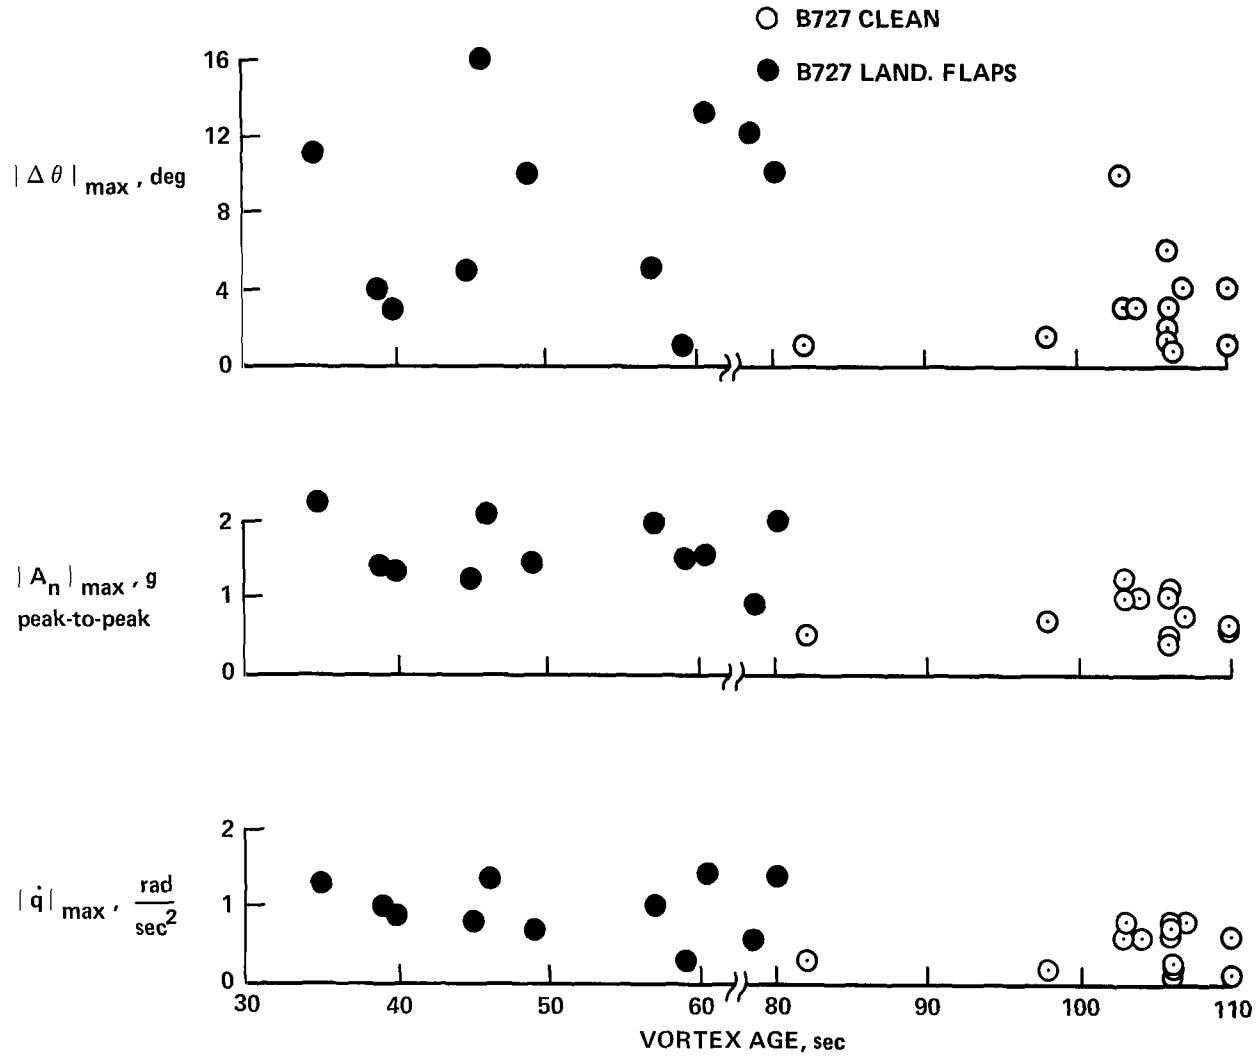 B727 CLEAN
B727 LAND. FLAPS
16
12
8
4
0
|Δ θ| max , deg
2
1
0
|An| max , g
peak-to-peak
2
1
0
|q̇| max , rad/sec2
30 40 50 60 80 90 100 110
VORTEX AGE, sec